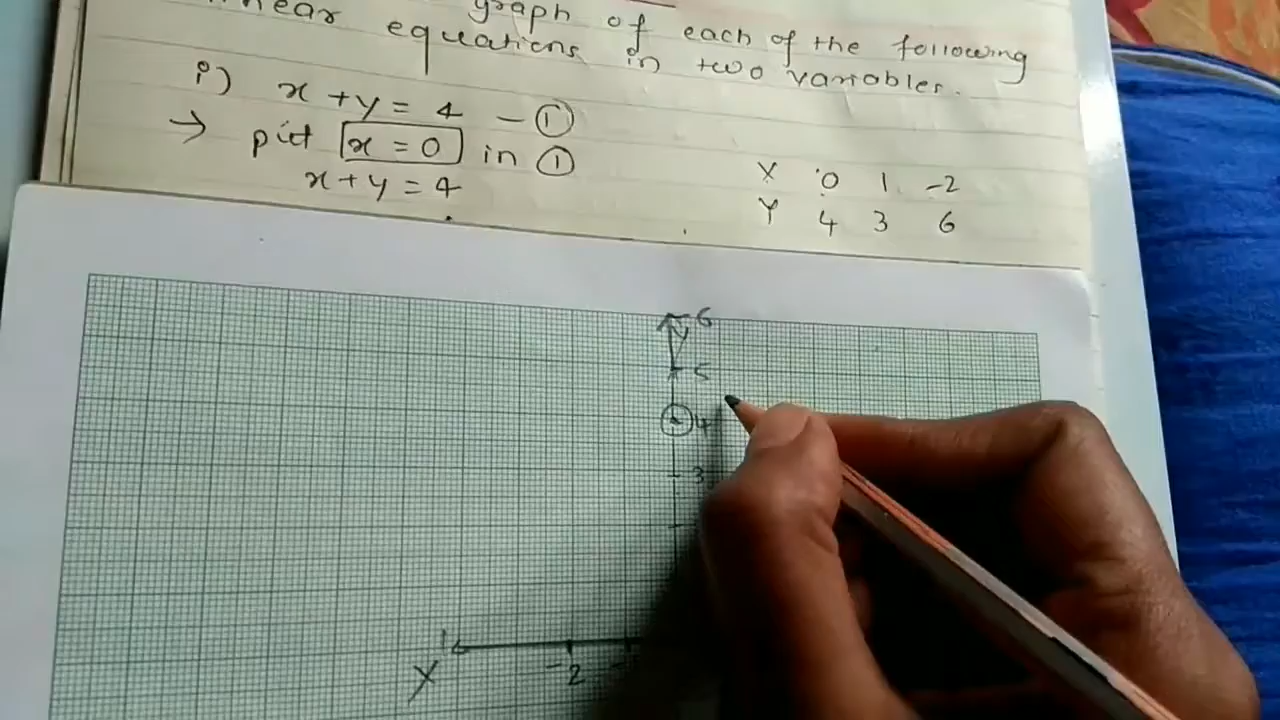 graph of each of the following
equations in two variables.
i) x + y = 4 - ①
→ put x = 0 in ①
x + y = 4
X 0 1 -2
Y 4 3 6
6
Y
5
4
3
-2
X